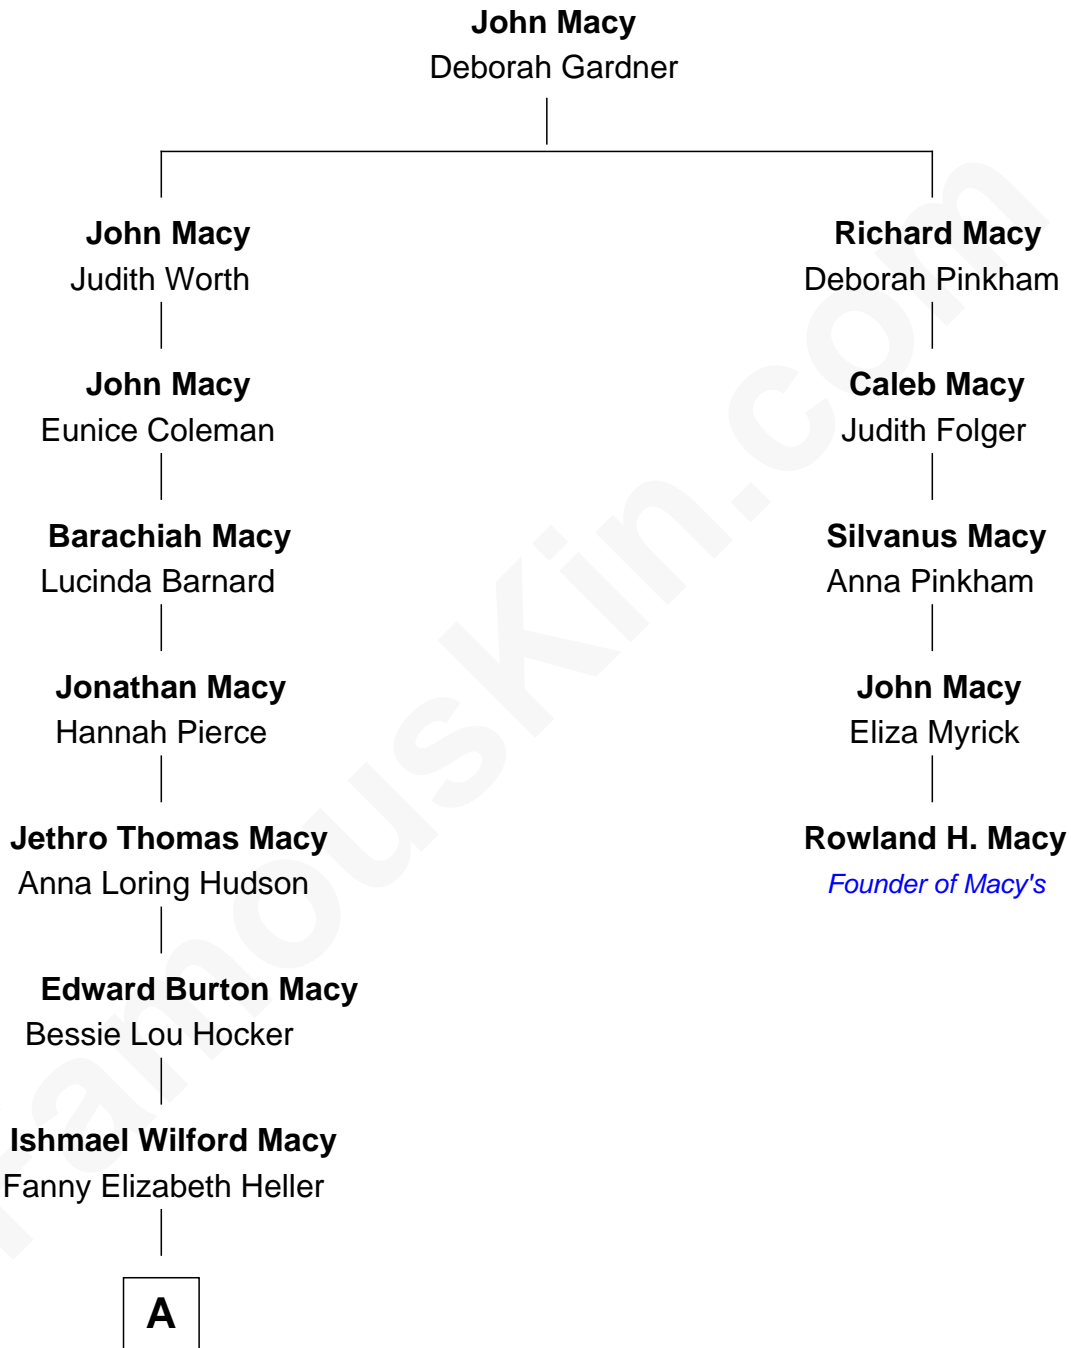 John Macy
Deborah Gardner
John Macy
Judith Worth
Richard Macy
Deborah Pinkham
John Macy
Eunice Coleman
Caleb Macy
Judith Folger
Barachiah Macy
Lucinda Barnard
Silvanus Macy
Anna Pinkham
Jonathan Macy
Hannah Pierce
John Macy
Eliza Myrick
Jethro Thomas Macy
Anna Loring Hudson
Rowland H. Macy
Founder of Macy's
Edward Burton Macy
Bessie Lou Hocker
Ishmael Wilford Macy
Fanny Elizabeth Heller
A
FamousKin.com